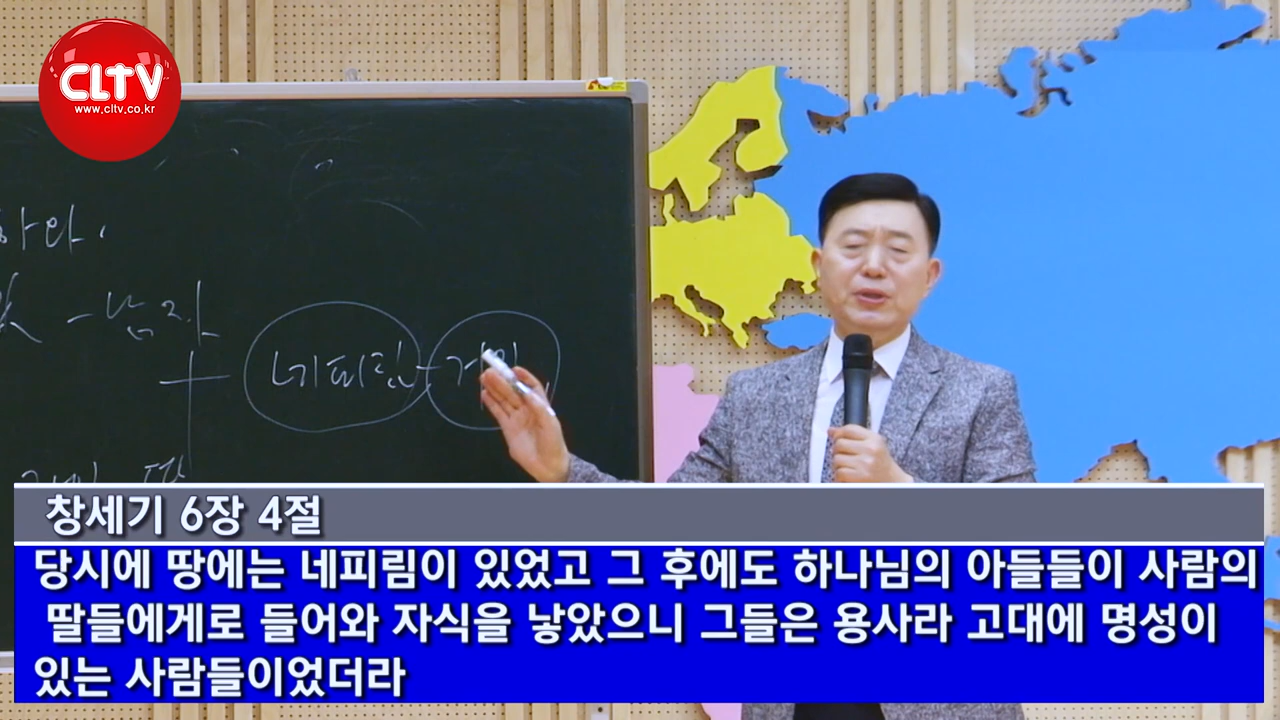 CLTV
www.cltv.co.kr
네피림 - 거인
창세기 6장 4절
당시에 땅에는 네피림이 있었고 그 후에도 하나님의 아들들이 사람의
딸들에게로 들어와 자식을 낳았으니 그들은 용사라 고대에 명성이
있는 사람들이었더라